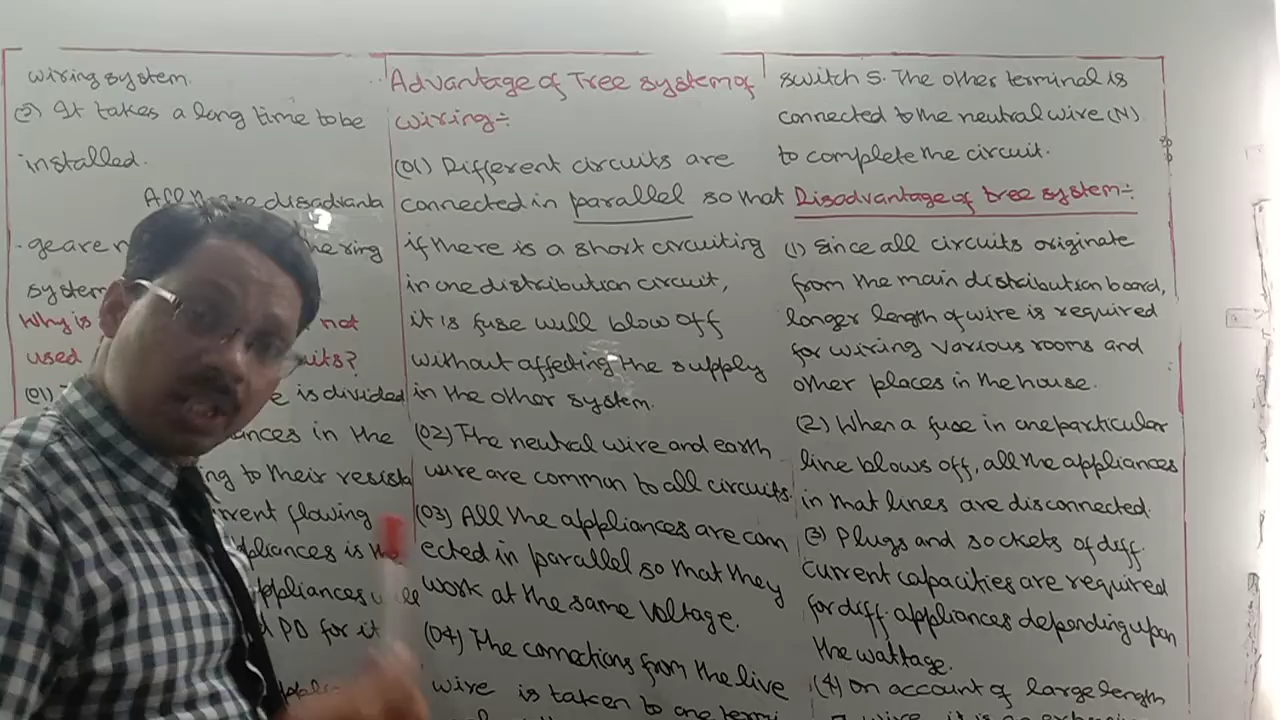 wiring system.
(2) It takes a long time to be
installed.
disadvanta
-ge are
ring
system
Why is not
used
(01) is divided
in the
to their resista
flowing
is the
PD for it
Advantage of Tree system of
wiring:-
(01) Different circuits are
connected in parallel so that
if there is a short circuiting
in one distribution circuit,
it is fuse will blow off
without affecting the supply
in the other system.
(02) The neutral wire and earth
wire are common to all circuits.
(03) All the appliances are conn
ected in parallel so that they
work at the same voltage.
(04) The connections from the live
wire is taken to one termi
switch S. The other terminal is
connected to the neutral wire (N)
to complete the circuit.
Disadvantage of tree system:-
(1) Since all circuits originate
from the main distribution board,
longer length of wire is required
for wiring various rooms and
other places in the house.
(2) When a fuse in one particular
line blows off, all the appliances
in that lines are disconnected.
(3) Plugs and sockets of diff.
current capacities are required
for diff. appliances depending upon
the wattage.
(4) On account of large length